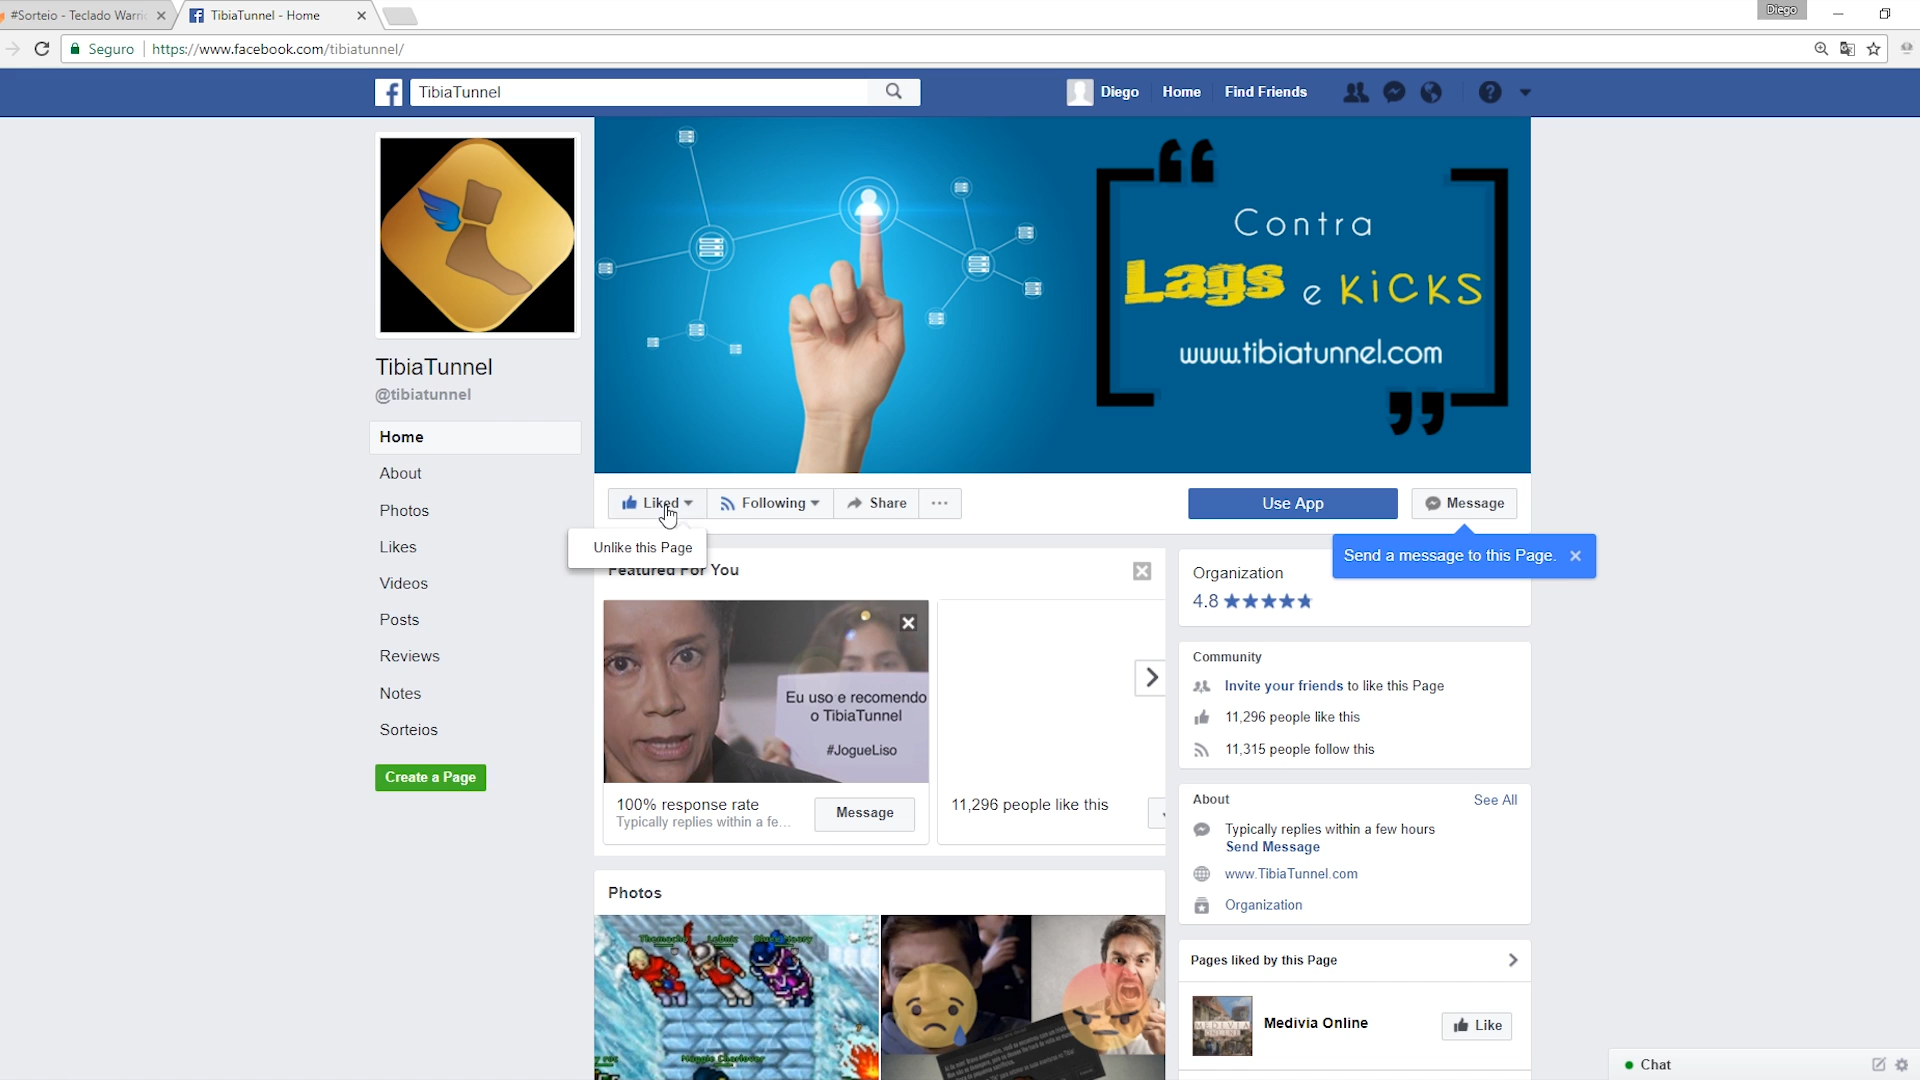 #Sorteio - Teclado Warri
TibiaTunnel - Home
Diego
Seguro
https://www.facebook.com/tibiatunnel/
TibiaTunnel
Diego
Home
Find Friends
Contra
Lags e KiCKS
www.tibiatunnel.com
TibiaTunnel
@tibiatunnel
Home
About
Photos
Likes
Videos
Posts
Reviews
Notes
Sorteios
Create a Page
Liked
Following
Share
Use App
Message
Unlike this Page
Send a message to this Page.
Featured For You
Eu uso e recomendo
o TibiaTunnel
#JogueLiso
100% response rate
Typically replies within a fe...
Message
11,296 people like this
Photos
Organization
4.8
Community
Invite your friends to like this Page
11,296 people like this
11,315 people follow this
About
See All
Typically replies within a few hours
Send Message
www.TibiaTunnel.com
Organization
Pages liked by this Page
MEDIVIA
ONLINE
Medivia Online
Like
Chat